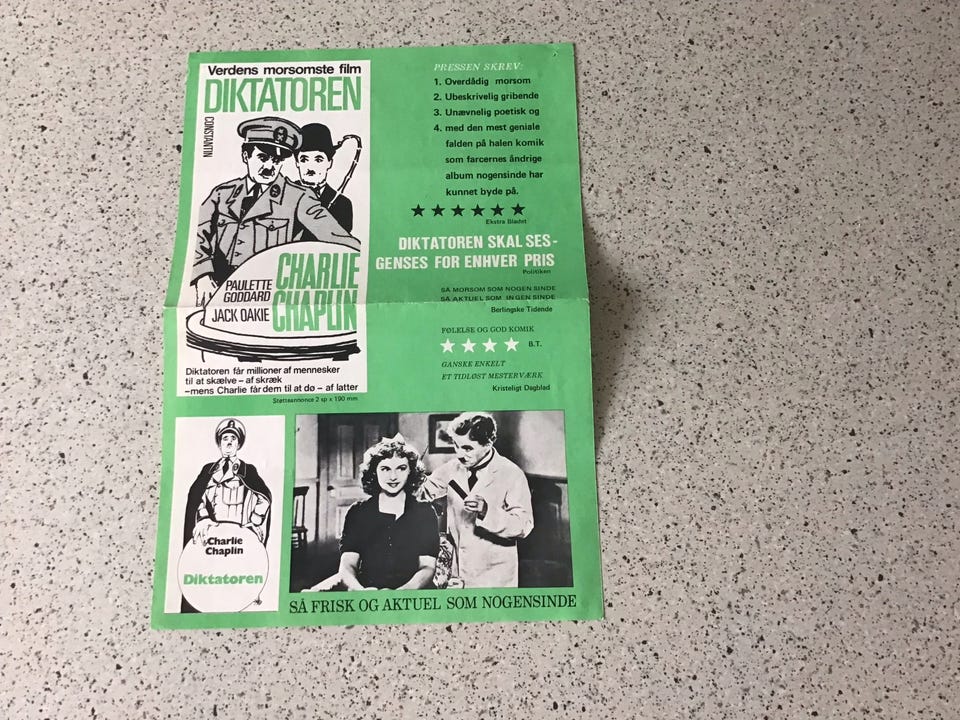 Verdens morsomste film
DIKTATOREN
CONSTANTIN
PAULETTE
GODDARD
JACK OAKIE
CHARLIE
CHAPLIN
Diktatoren får millioner af mennesker
til at skælve – af skræk
–mens Charlie får dem til at dø – af latter
Støtteannonce 2 sp x 190 mm
PRESSEN SKREV:
1. Overdådig morsom
2. Ubeskrivelig gribende
3. Unævnelig poetisk og
4. med den mest geniale
falden på halen komik
som farcernes åndrige
album nogensinde har
kunnet byde på.
★★★★★★
Ekstra Bladet
DIKTATOREN SKAL SES-
GENSES FOR ENHVER PRIS
Politiken
SÅ MORSOM SOM NOGEN SINDE
SÅ AKTUEL SOM INGEN SINDE
Berlingske Tidende
FØLELSE OG GOD KOMIK
★★★★ B.T.
GANSKE ENKELT
ET TIDLØST MESTERVÆRK
Kristeligt Dagblad
Charlie
Chaplin
Diktatoren
SÅ FRISK OG AKTUEL SOM NOGENSINDE